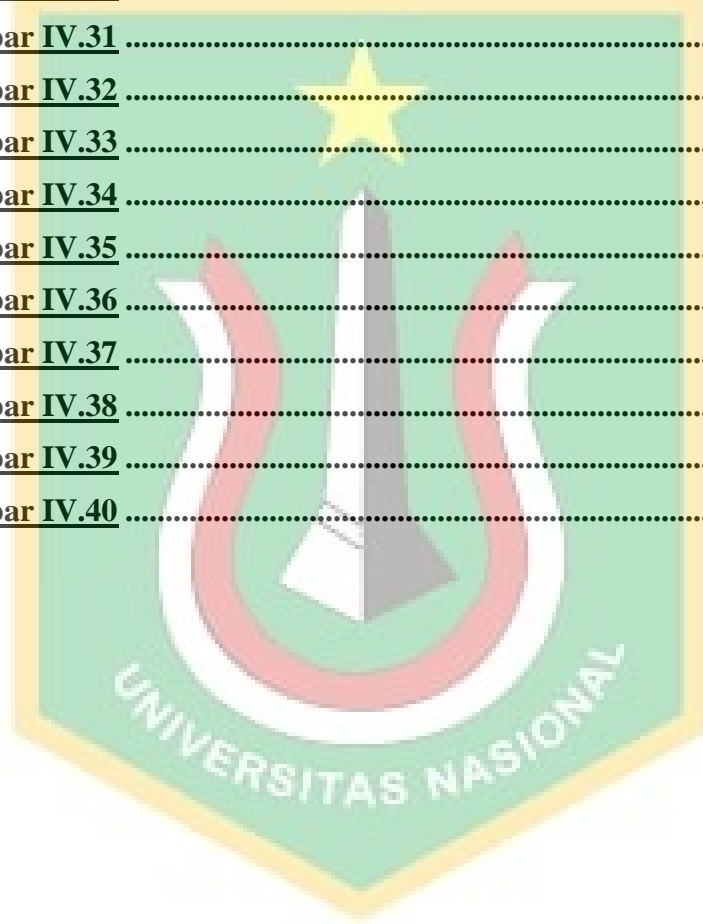 bar IV.31 ........................................................................
bar IV.32 ........................................................................
bar IV.33 ........................................................................
bar IV.34 ........................................................................
bar IV.35 ........................................................................
bar IV.36 ........................................................................
bar IV.37 ........................................................................
bar IV.38 ........................................................................
bar IV.39 ........................................................................
bar IV.40 ........................................................................
UNIVERSITAS NASIONAL